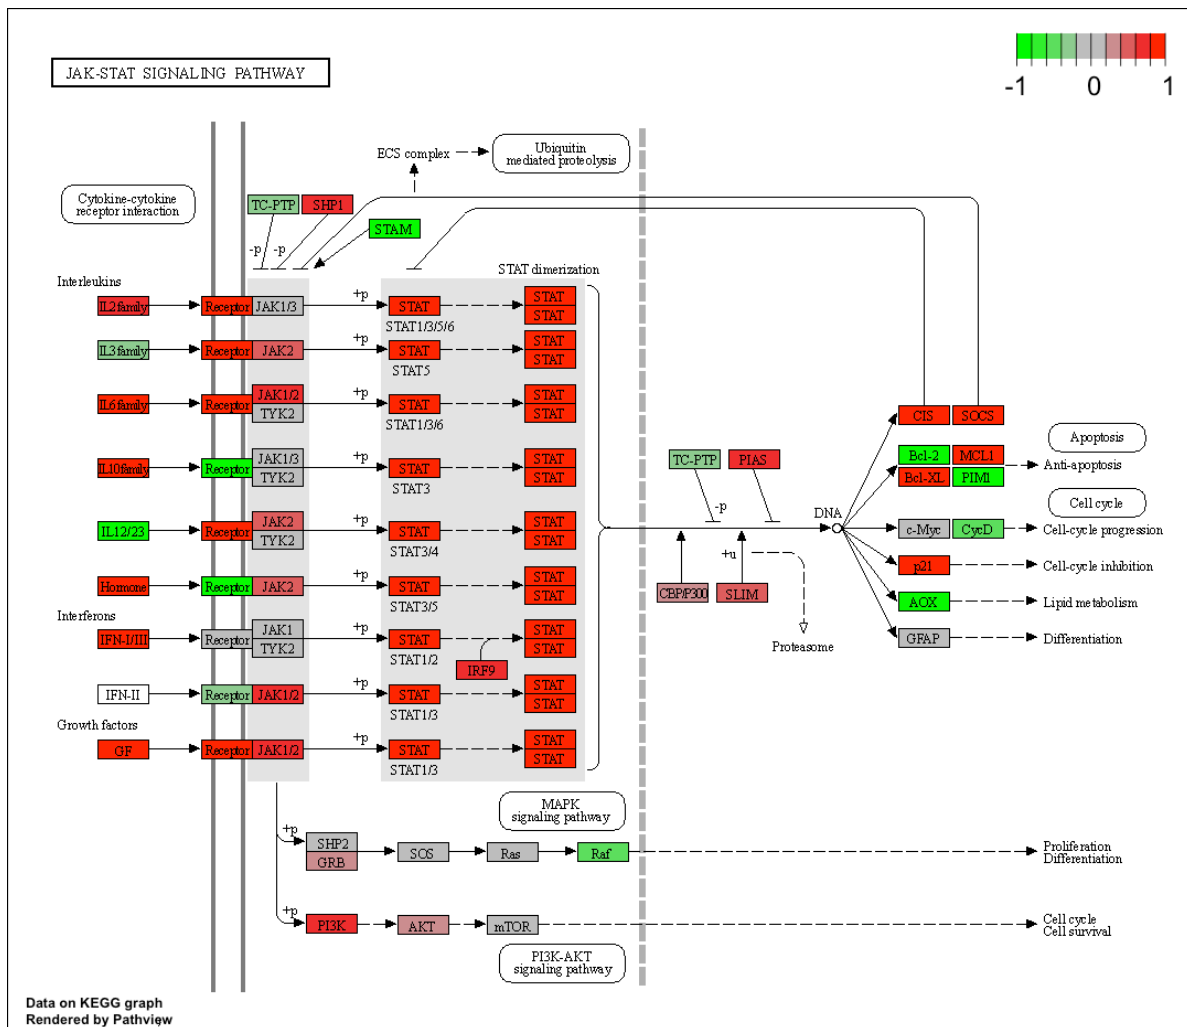 JAK-STAT SIGNALING PATHWAY
-1 0 1
ECS complex
Ubiquitin
mediated proteolysis
Cytokine-cytokine
receptor interaction
TC-PTP SHP1
STAM
-p -p
STAT dimerization
Interleukins
IL2family Receptor JAK1/3 +p STAT STAT
STAT
STAT1/3/5/6
IL3family Receptor JAK2 +p STAT STAT
STAT
STAT5
IL6family Receptor JAK1/2 +p STAT STAT
TYK2 STAT
STAT1/3/6
IL10family Receptor JAK1/3 +p STAT STAT
TYK2 STAT
STAT3
IL12/23 Receptor JAK2 +p STAT STAT
TYK2 STAT
STAT3/4
Hormone Receptor JAK2 +p STAT STAT
STAT
STAT3/5
Interferons
IFN-I/III Receptor JAK1 +p STAT STAT
TYK2 STAT
STAT1/2
IRF9
IFN-II Receptor JAK1/2 +p STAT STAT
STAT
STAT1/3
Growth factors
GF Receptor JAK1/2 +p STAT STAT
STAT
STAT1/3
TC-PTP PIAS
-p
DNA
+u
CBP/P300 SLIM
Proteasome
CIS SOCS
Apoptosis
Bcl-2 MCL1
Bcl-XL PIM1
Anti-apoptosis
Cell cycle
c-Myc CycD Cell-cycle progression
p21 Cell-cycle inhibition
AOX Lipid metabolism
GFAP Differentiation
MAPK
signaling pathway
+p
SHP2
GRB
SOS Ras Raf
Proliferation
Differentiation
+p
PI3K AKT mTOR
Cell cycle
Cell survival
PI3K-AKT
signaling pathway
Data on KEGG graph
Rendered by Pathview